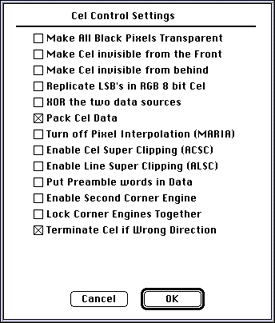 Cel Control Settings
Make All Black Pixels Transparent
Make Cel invisible from the Front
Make Cel invisible from behind
Replicate LSB's in RGB 8 bit Cel
XOR the two data sources
Pack Cel Data
Turn off Pixel Interpolation (MARIA)
Enable Cel Super Clipping (ACSC)
Enable Line Super Clipping (ALSC)
Put Preamble words in Data
Enable Second Corner Engine
Lock Corner Engines Together
Terminate Cel if Wrong Direction
Cancel
OK